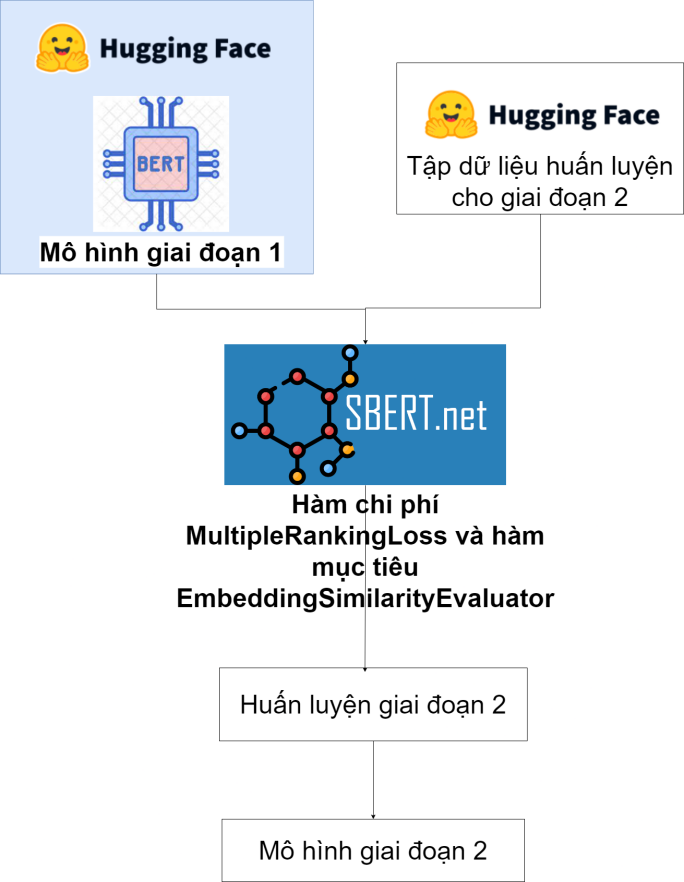 Hugging Face
BERT
Mô hình giai đoạn 1
Hugging Face
Tập dữ liệu huấn luyện
cho giai đoạn 2
SBERT.net
Hàm chi phí
MultipleRankingLoss và hàm
mục tiêu
EmbeddingSimilarityEvaluator
Huấn luyện giai đoạn 2
Mô hình giai đoạn 2